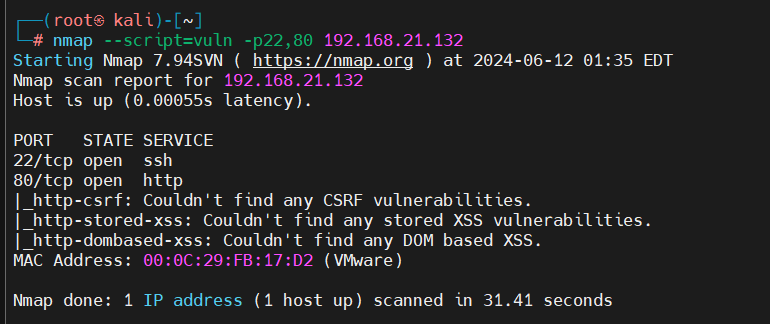 ┌──(root㉿ kali)-[~]
└─# nmap --script=vuln -p22,80 192.168.21.132
Starting Nmap 7.94SVN ( https://nmap.org ) at 2024-06-12 01:35 EDT
Nmap scan report for 192.168.21.132
Host is up (0.00055s latency).

PORT   STATE SERVICE
22/tcp open  ssh
80/tcp open  http
|_http-csrf: Couldn't find any CSRF vulnerabilities.
|_http-stored-xss: Couldn't find any stored XSS vulnerabilities.
|_http-dombased-xss: Couldn't find any DOM based XSS.
MAC Address: 00:0C:29:FB:17:D2 (VMware)

Nmap done: 1 IP address (1 host up) scanned in 31.41 seconds